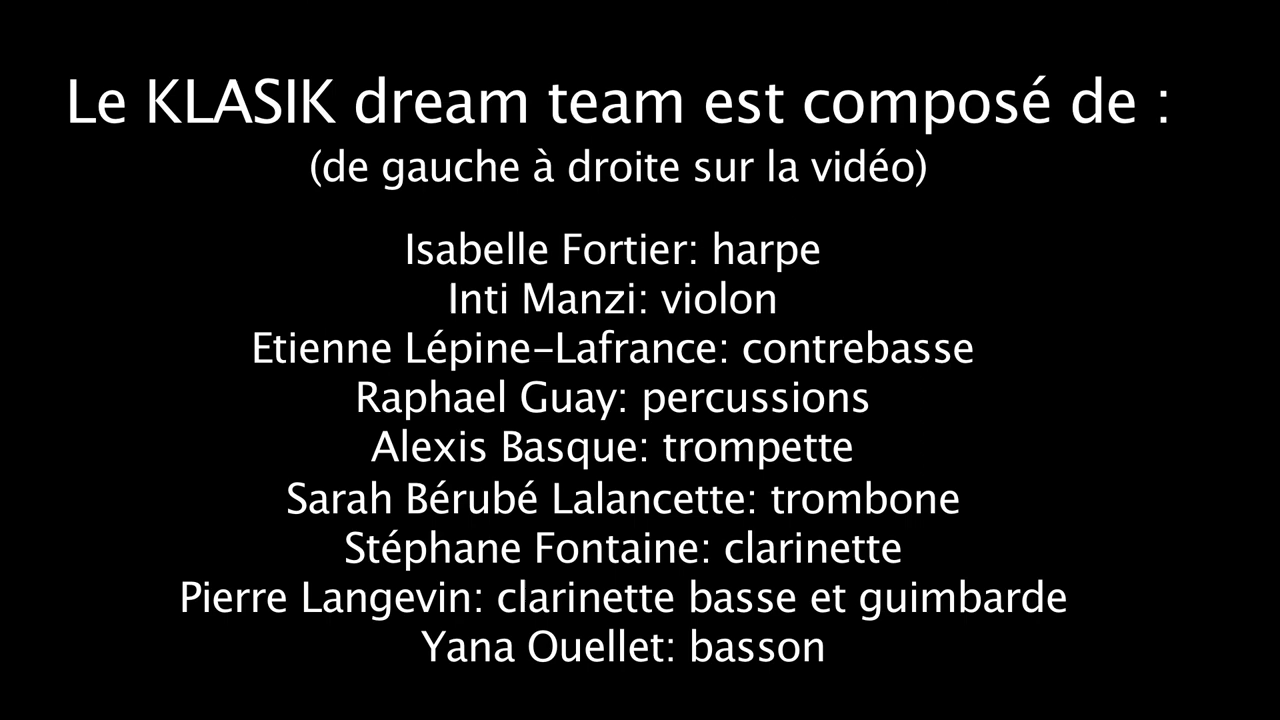 Le KLASIK dream team est composé de :
(de gauche à droite sur la vidéo)
Isabelle Fortier: harpe
Inti Manzi: violon
Etienne Lépine-Lafrance: contrebasse
Raphael Guay: percussions
Alexis Basque: trompette
Sarah Bérubé Lalancette: trombone
Stéphane Fontaine: clarinette
Pierre Langevin: clarinette basse et guimbarde
Yana Ouellet: basson